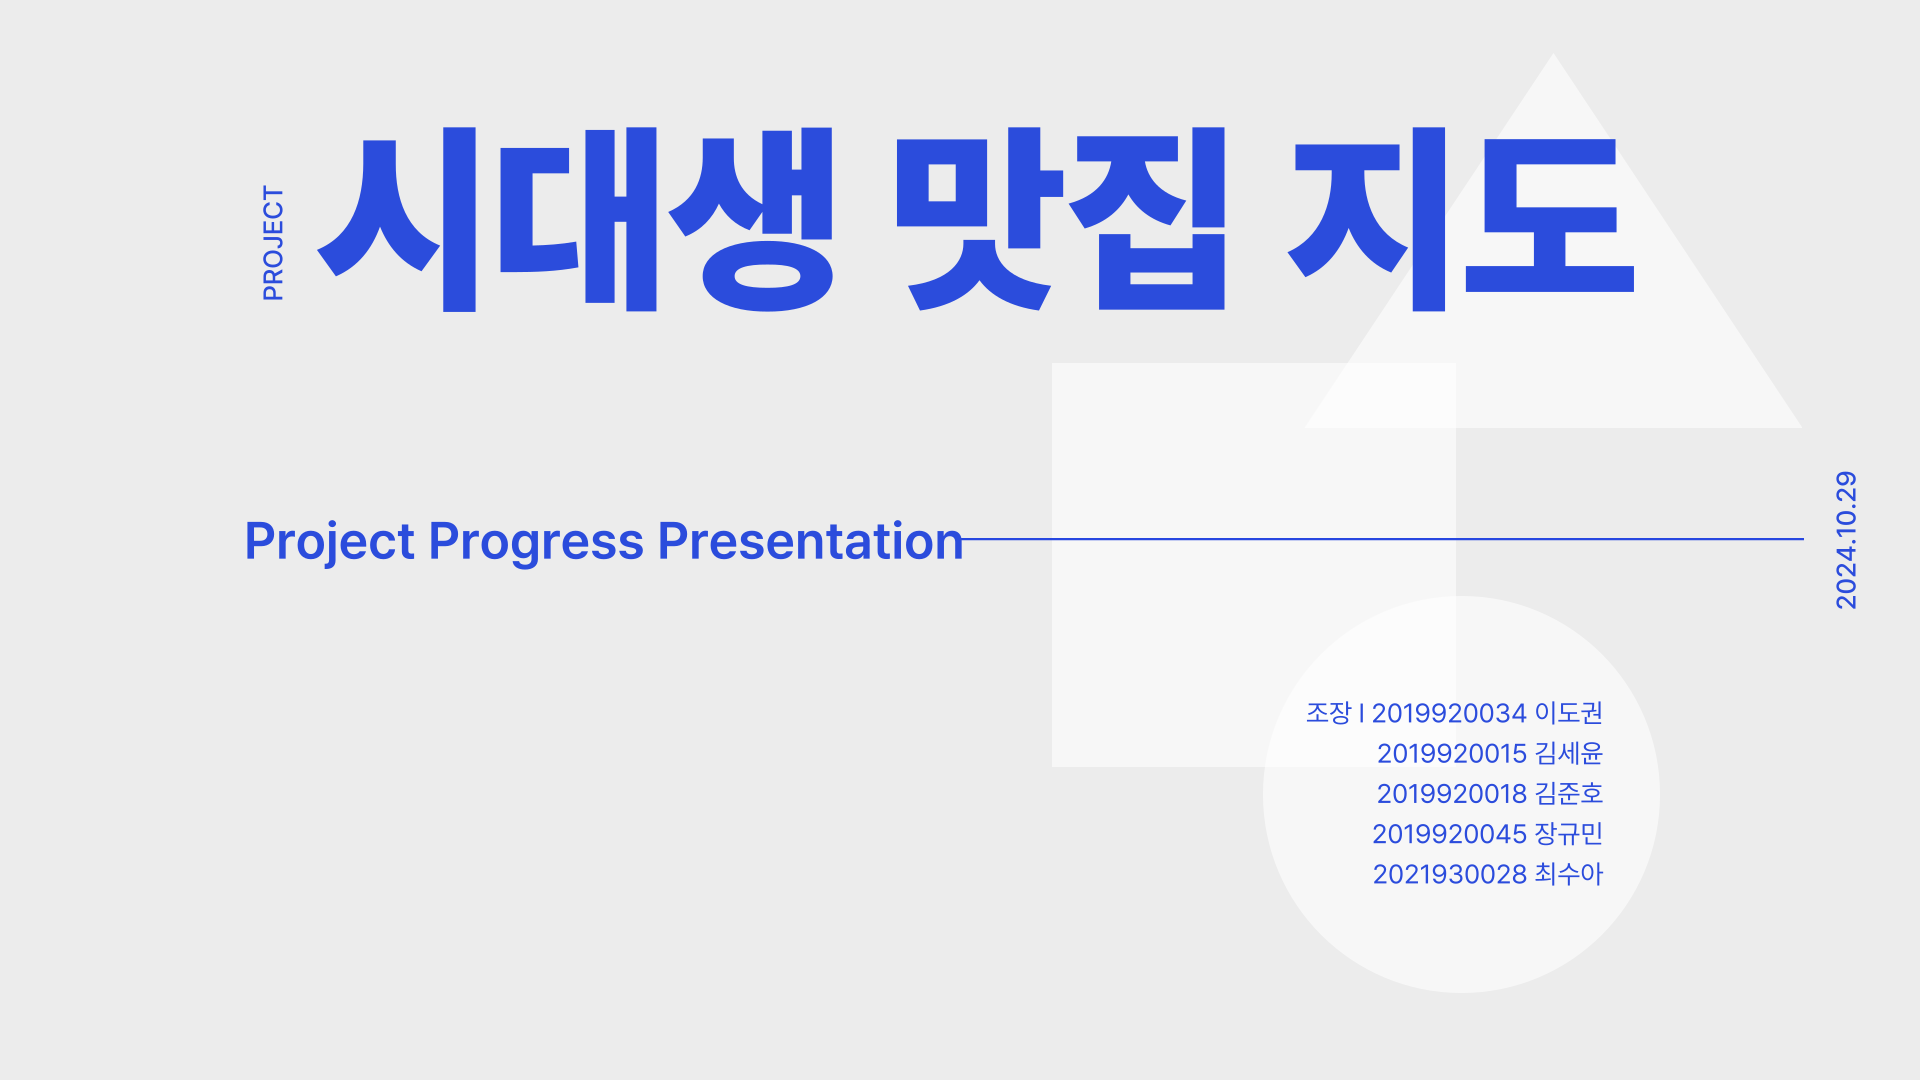 PROJECT
시대생 맛집 지도
Project Progress Presentation
2024.10.29
조장 I 2019920034 이도권
2019920015 김세윤
2019920018 김준호
2019920045 장규민
2021930028 최수아